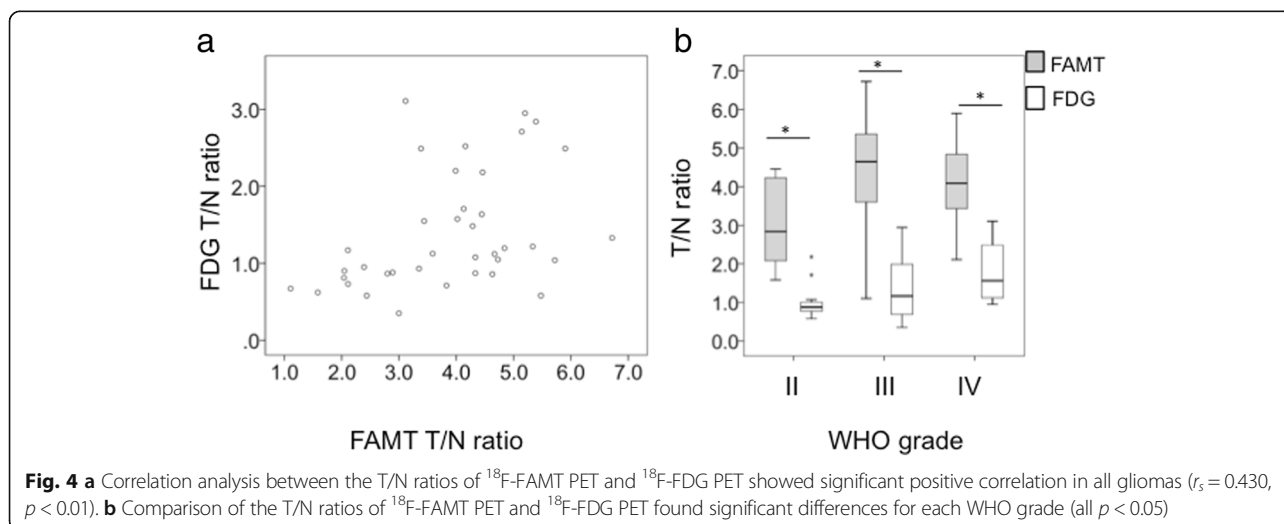 a
b
FDG T/N ratio
3.0
2.0
1.0
.0
1.0 2.0 3.0 4.0 5.0 6.0 7.0
FAMT T/N ratio
T/N ratio
7.0
6.0
5.0
4.0
3.0
2.0
1.0
0.0
* * *
II III IV
WHO grade
FAMT
FDG
Fig. 4 a Correlation analysis between the T/N ratios of ¹⁸F-FAMT PET and ¹⁸F-FDG PET showed significant positive correlation in all gliomas (rₛ = 0.430,
p < 0.01). b Comparison of the T/N ratios of ¹⁸F-FAMT PET and ¹⁸F-FDG PET found significant differences for each WHO grade (all p < 0.05)